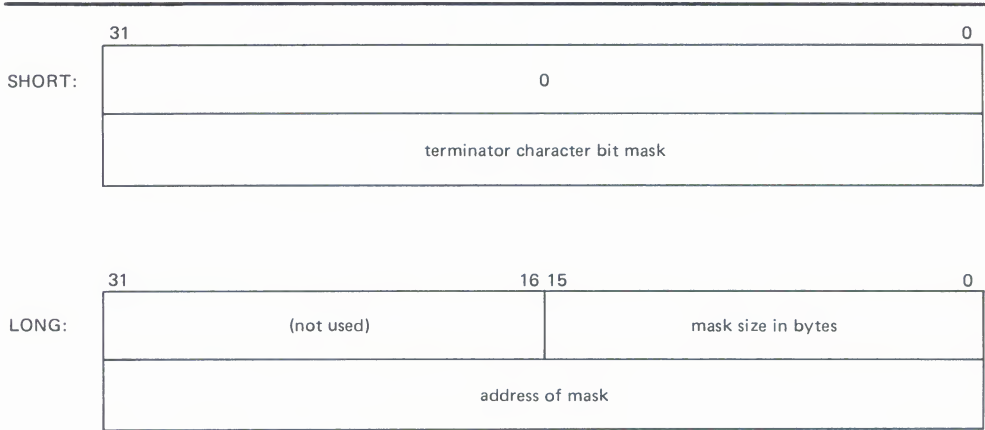 31 0
SHORT: 0
terminator character bit mask
31 16 15 0
LONG: (not used) mask size in bytes
address of mask